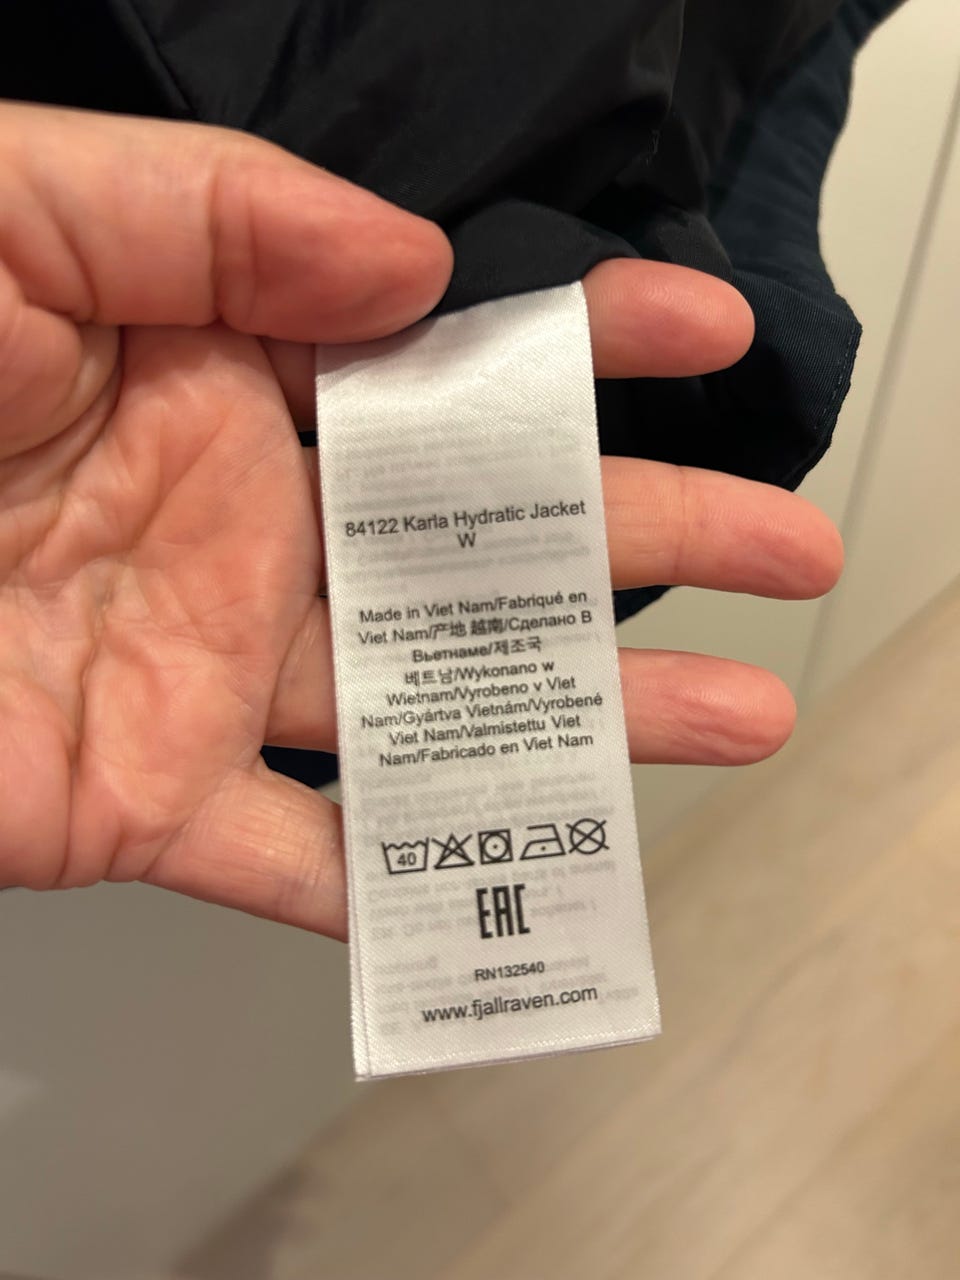 84122 Karla Hydratic Jacket
W
Made in Viet Nam/Fabriqué en
Viet Nam/产地 越南/Сделано В
Вьетнаме/제조국
베트남/Wykonano w
Wietnam/Vyrobeno v Viet
Nam/Gyártva Vietnám/Vyrobené
Viet Nam/Valmistettu Viet
Nam/Fabricado en Viet Nam
40
EAC
RN132540
www.fjallraven.com